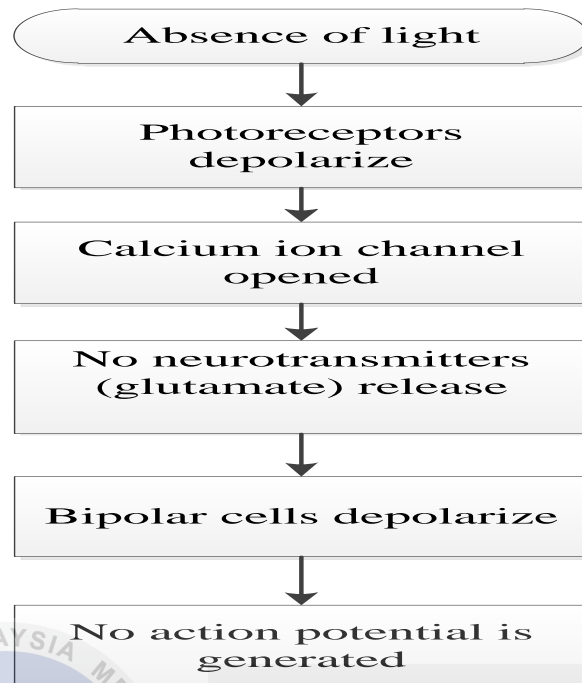 Absence of light
Photoreceptors
depolarize
Calcium ion channel
opened
No neurotransmitters
(glutamate) release
Bipolar cells depolarize
No action potential is
generated
AYSIA